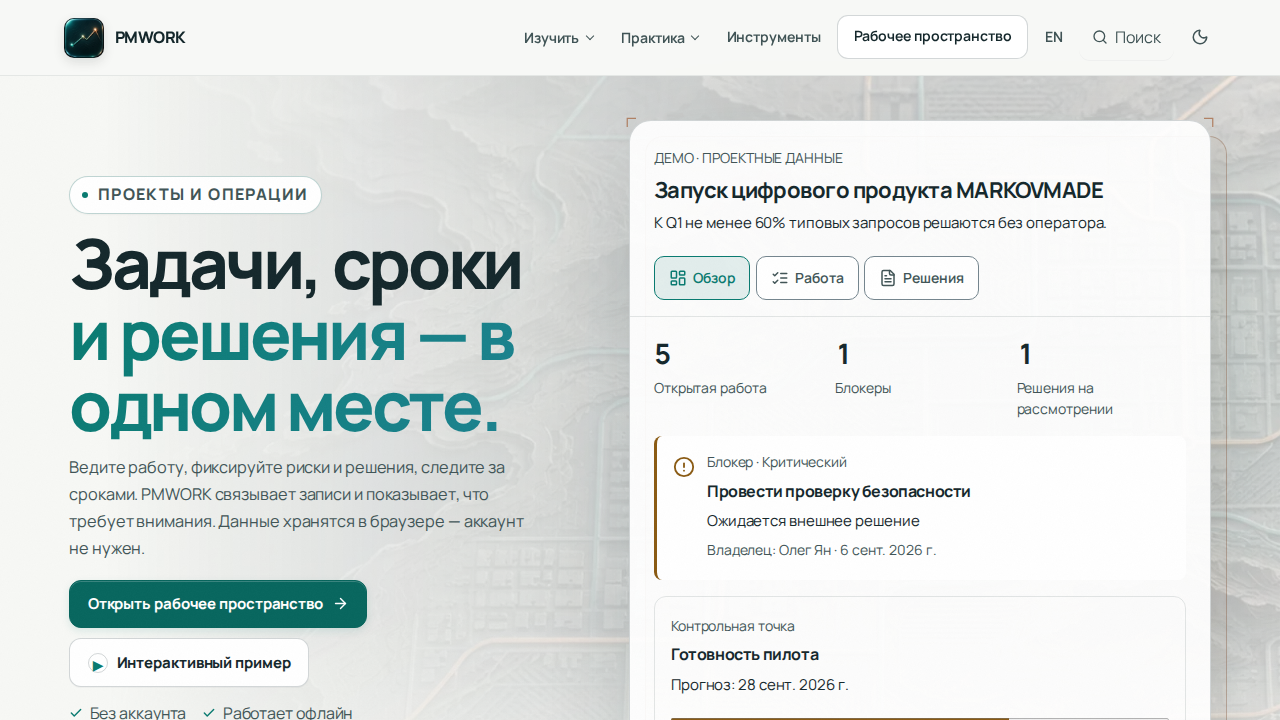 PMWORK
Изучить
Практика
Инструменты
Рабочее пространство
EN
Поиск
ПРОЕКТЫ И ОПЕРАЦИИ
Задачи, сроки
и решения — в
одном месте.
Ведите работу, фиксируйте риски и решения, следите за
сроками. PMWORK связывает записи и показывает, что
требует внимания. Данные хранятся в браузере — аккаунт
не нужен.
Открыть рабочее пространство
Интерактивный пример
Без аккаунта
Работает офлайн
ДЕМО · ПРОЕКТНЫЕ ДАННЫЕ
Запуск цифрового продукта MARKOVMADE
К Q1 не менее 60% типовых запросов решаются без оператора.
Обзор
Работа
Решения
5
Открытая работа
1
Блокеры
1
Решения на
рассмотрении
Блокер · Критический
Провести проверку безопасности
Ожидается внешнее решение
Владелец: Олег Ян · 6 сент. 2026 г.
Контрольная точка
Готовность пилота
Прогноз: 28 сент. 2026 г.